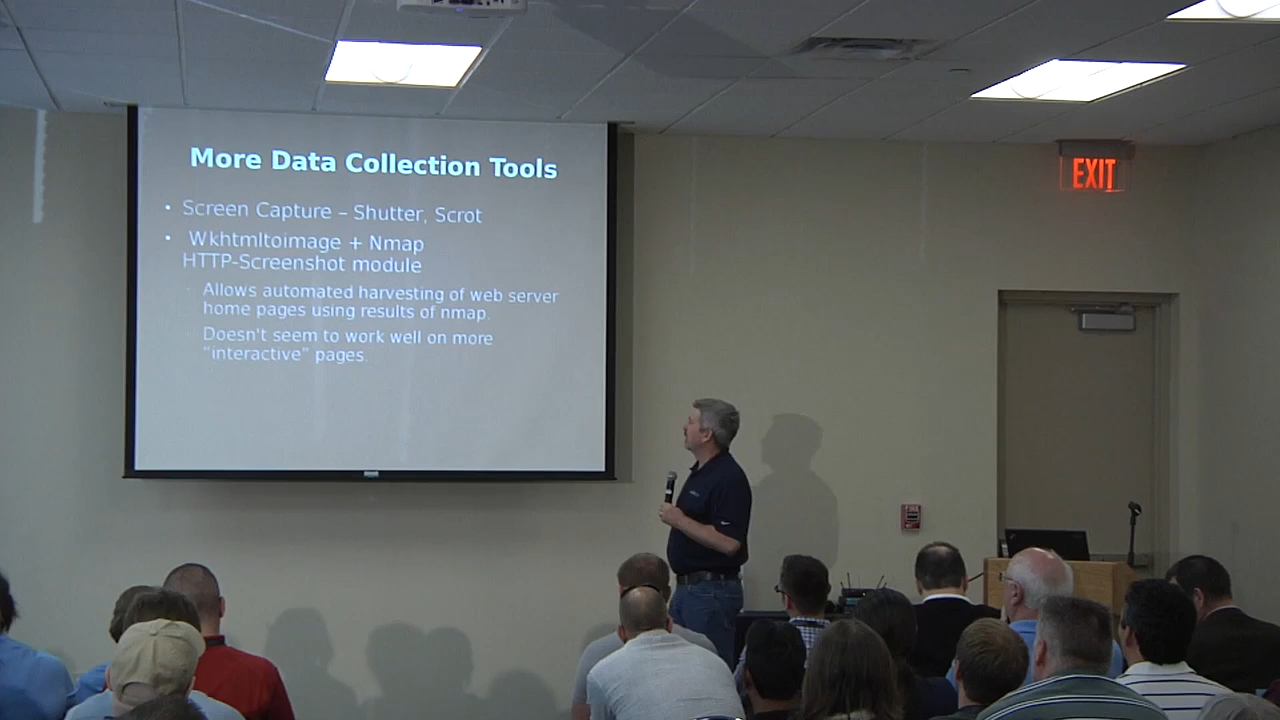 More Data Collection Tools
• Screen Capture – Shutter, Scrot
• Wkhtmltoimage + Nmap
HTTP-Screenshot module
Allows automated harvesting of web server
home pages using results of nmap.
Doesn't seem to work well on more
“interactive” pages.
EXIT